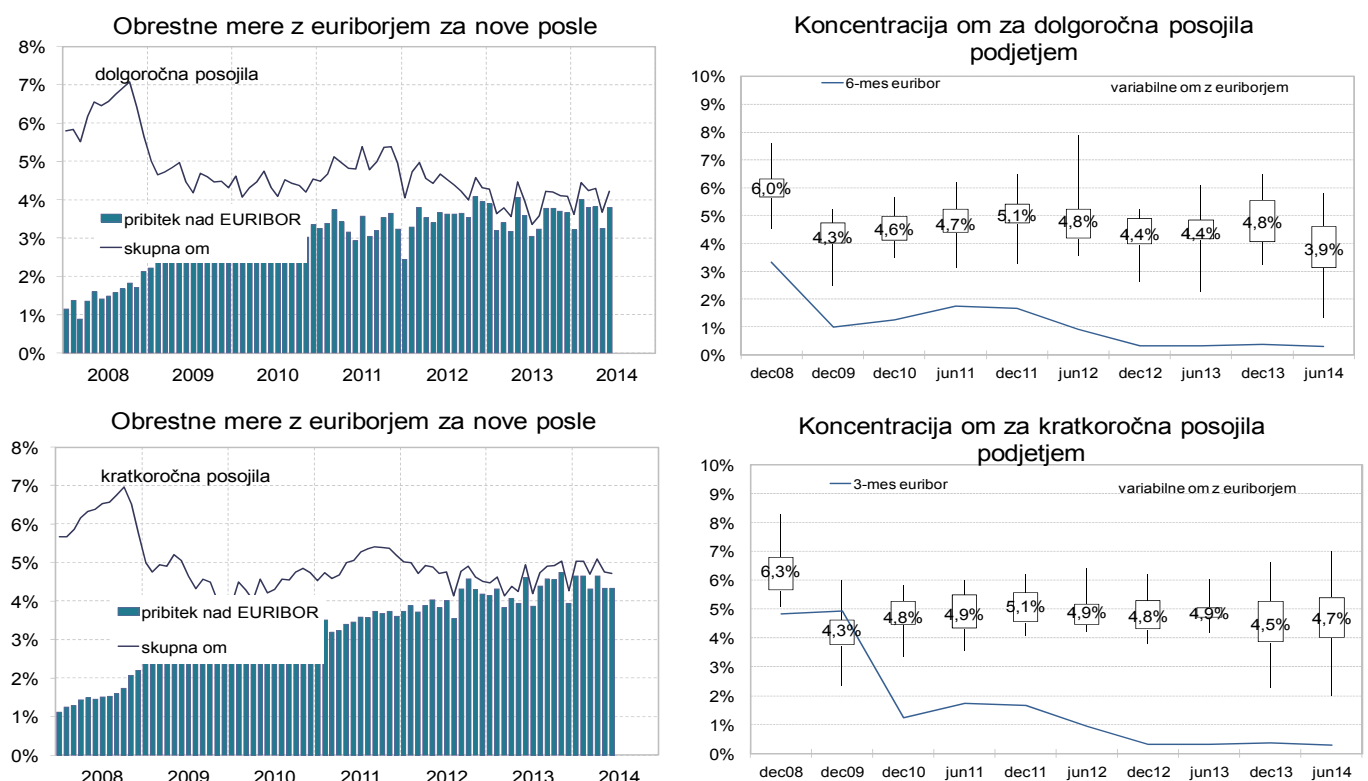 Obrestne mere z euriborjem za nove posle
8%
7%
6%
5%
4%
3%
2%
1%
0%
dolgoročna posojila
pribitek nad EURIBOR
skupna om
2008 2009 2010 2011 2012 2013 2014
Koncentracija om za dolgoročna posojila
podjetjem
10%
9%
8%
7%
6%
5%
4%
3%
2%
1%
0%
6-mes euribor
variabilne om z euriborjem
6,0% 4,3% 4,6% 4,7% 5,1% 4,8% 4,4% 4,4% 4,8% 3,9%
dec08 dec09 dec10 jun11 dec11 jun12 dec12 jun13 dec13 jun14
Obrestne mere z euriborjem za nove posle
8%
7%
6%
5%
4%
3%
2%
1%
0%
kratkoročna posojila
pribitek nad EURIBOR
skupna om
2008 2009 2010 2011 2012 2013 2014
Koncentracija om za kratkoročna posojila
podjetjem
10%
9%
8%
7%
6%
5%
4%
3%
2%
1%
0%
3-mes euribor
variabilne om z euriborjem
6,3% 4,3% 4,8% 4,9% 5,1% 4,9% 4,8% 4,9% 4,5% 4,7%
dec08 dec09 dec10 jun11 dec11 jun12 dec12 jun13 dec13 jun14